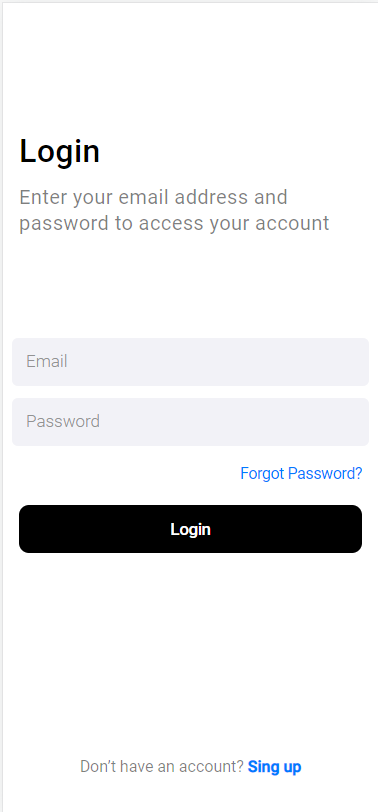 Login
Enter your email address and
password to access your account
Email
Password
Forgot Password?
Login
Don’t have an account? Sing up